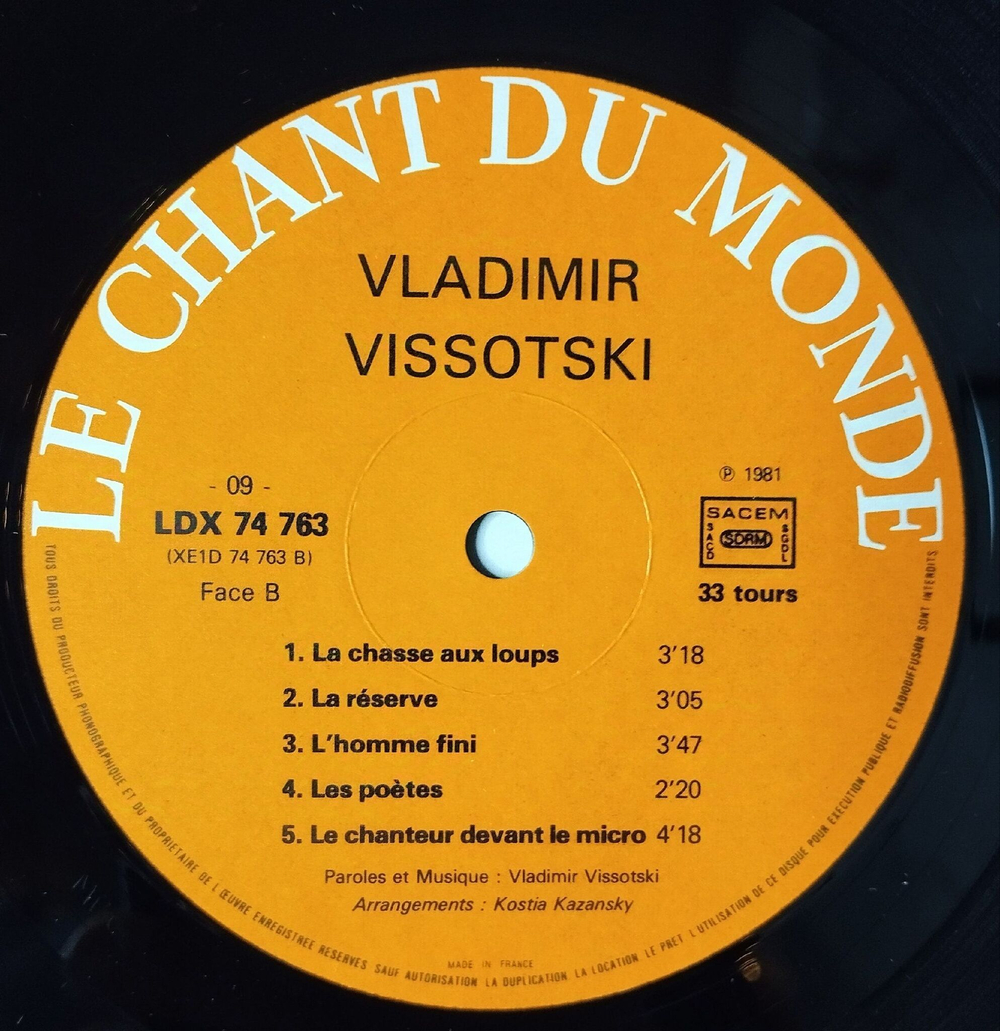 LE CHANT DU MONDE
VLADIMIR
VISSOTSKI
- 09 -
LDX 74 763
(XE1D 74 763 B)
Face B
℗ 1981
SACEM
SACD
SDRM
SGDL
33 tours
1. La chasse aux loups 3'18
2. La réserve 3'05
3. L'homme fini 3'47
4. Les poètes 2'20
5. Le chanteur devant le micro 4'18
Paroles et Musique : Vladimir Vissotski
Arrangements : Kostia Kazansky
MADE IN FRANCE
TOUS DROITS DU PRODUCTEUR PHONOGRAPHIQUE ET DU PROPRIETAIRE DE L'ŒUVRE ENREGISTREE RESERVES SAUF AUTORISATION LA DUPLICATION LA LOCATION LE PRET L'UTILISATION DE CE DISQUE POUR EXECUTION PUBLIQUE ET RADIODIFFUSION SONT INTERDITS